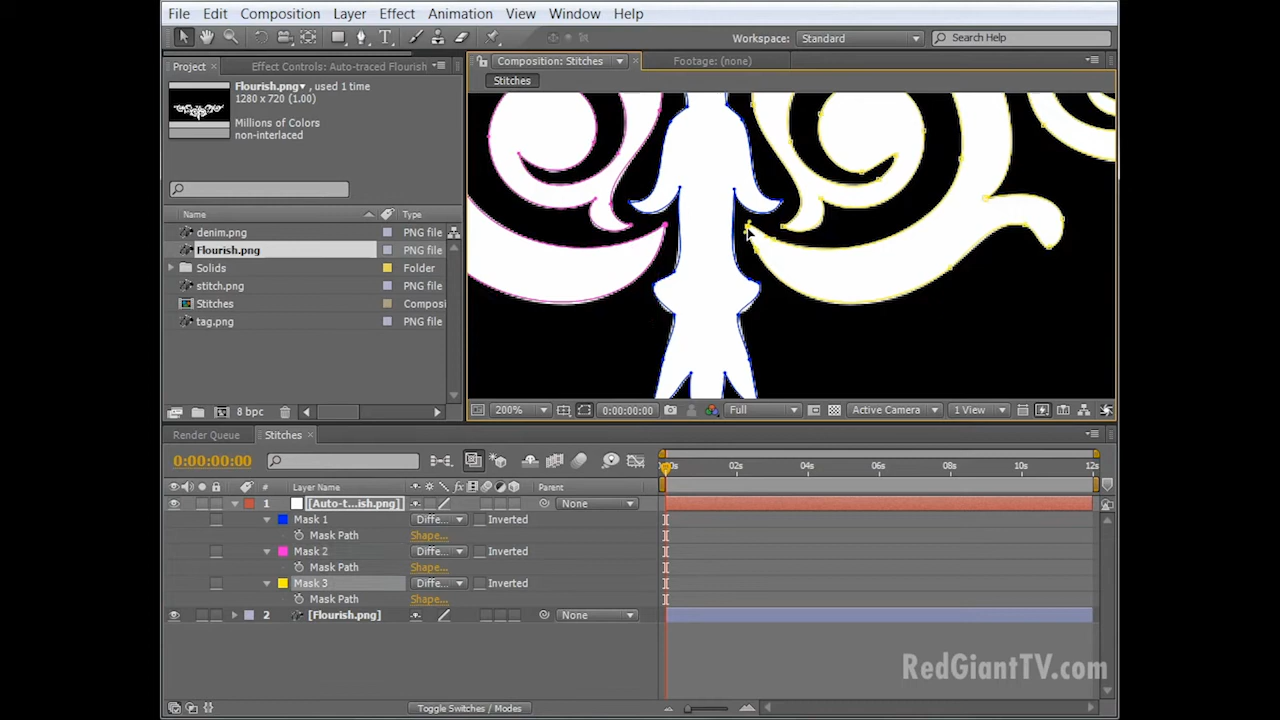 File Edit Composition Layer Effect Animation View Window Help
Workspace: Standard Search Help
Project Effect Controls: Auto-traced Flourish
Composition: Stitches Footage: (none)
Stitches
Flourish.png , used 1 time
1280 x 720 (1.00)
Millions of Colors
non-interlaced
Name Type
denim.png PNG file
Flourish.png PNG file
Solids Folder
stitch.png PNG file
Stitches Composi
tag.png PNG file
8 bpc
200% 0:00:00:00 Full Active Camera 1 View
Render Queue Stitches
0:00:00:00
02s 04s 06s 08s 10s 12s
# Layer Name Parent
1 [Auto-t...ish.png] None
Mask 1 Diffe... Inverted
Mask Path Shape...
Mask 2 Diffe... Inverted
Mask Path Shape...
Mask 3 Diffe... Inverted
Mask Path Shape...
2 [Flourish.png] None
RedGiantTV.com
Toggle Switches / Modes